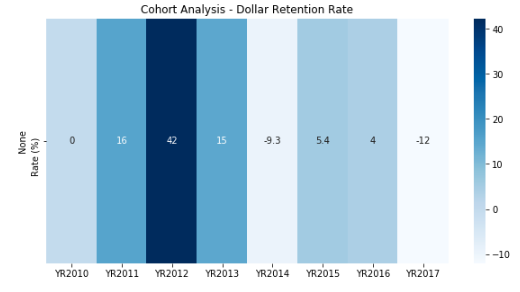 Cohort Analysis - Dollar Retention Rate
None
Rate (%)
0 16 42 15 -9.3 5.4 4 -12
YR2010 YR2011 YR2012 YR2013 YR2014 YR2015 YR2016 YR2017
40
30
20
10
0
−10